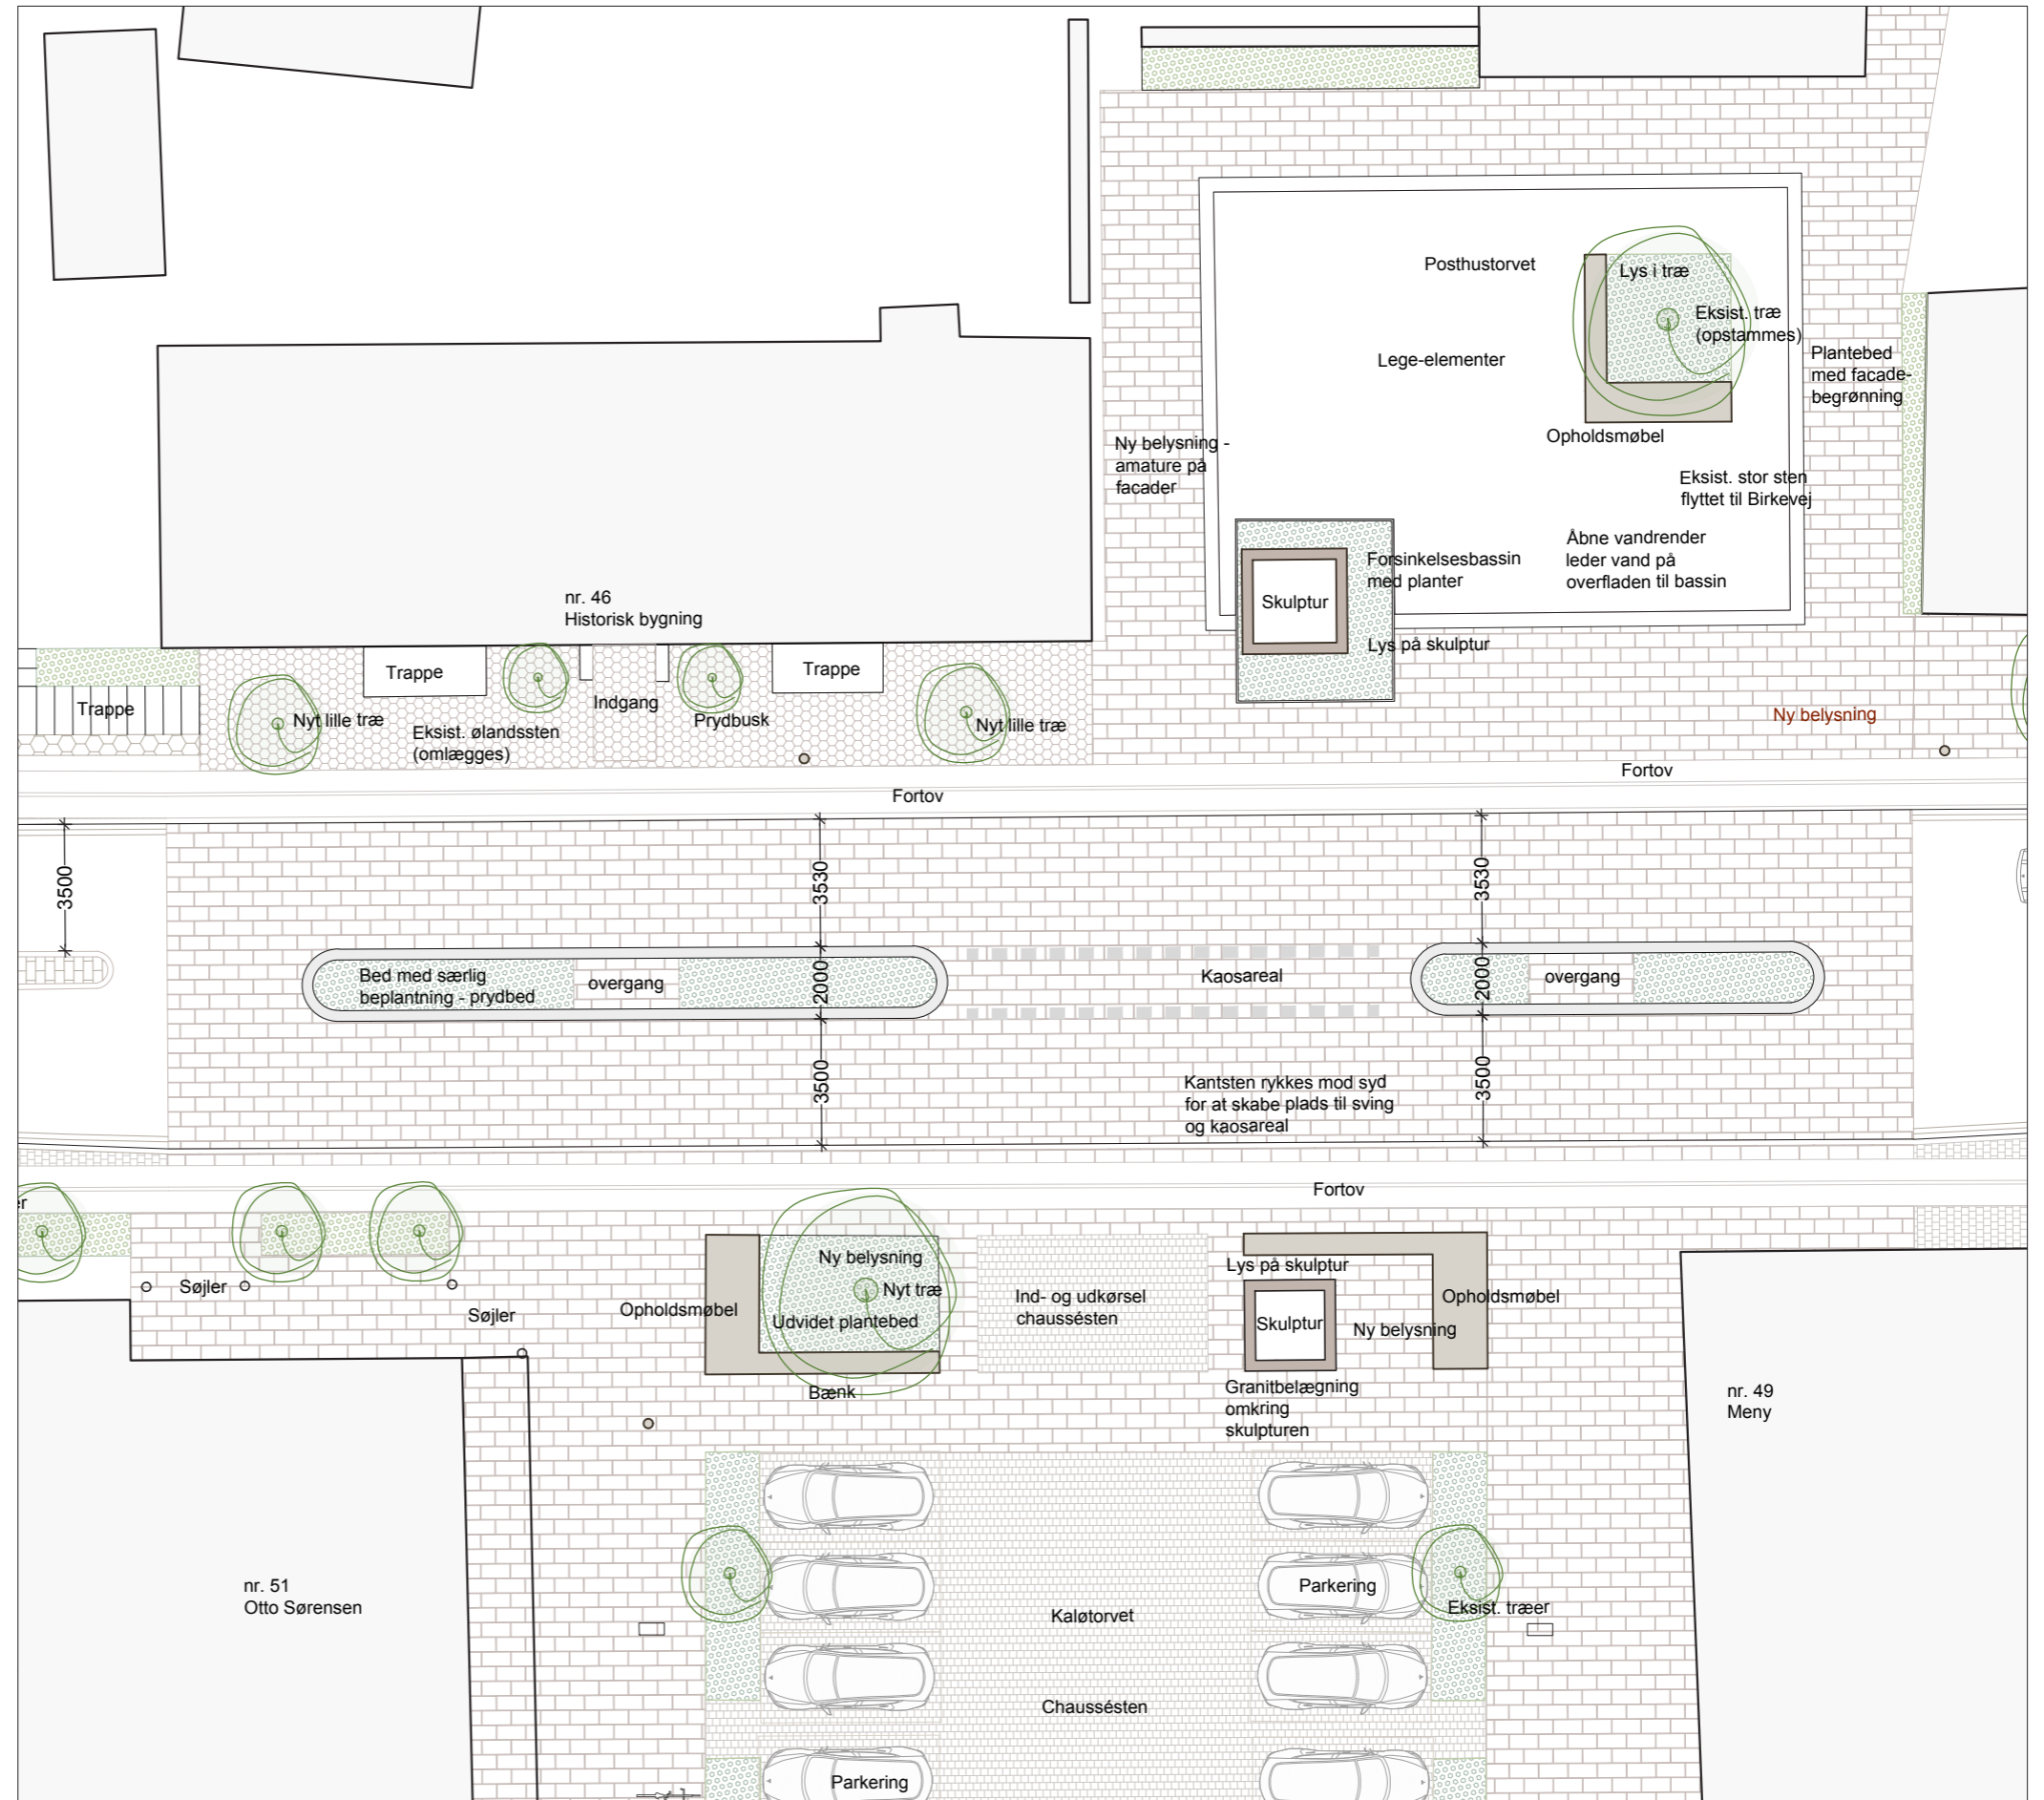 Posthustorvet
Lys i træ
Eksist. træ
(opstammes)
Lege-elementer
Plantebed
med facade-
begrønning
Opholdsmøbel
Ny belysning -
amature på
facader
Eksist. stor sten
flyttet til Birkevej
Åbne vandrender
leder vand på
overfladen til bassin
Forsinkelsesbassin
med planter
Skulptur
Lys på skulptur
nr. 46
Historisk bygning
Trappe
Trappe
Trappe
Indgang
Nyt lille træ
Prydbusk
Nyt lille træ
Eksist. ølandssten
(omlægges)
Ny belysning
Fortov
Fortov
3500
3530
3530
Bed med særlig
beplantning - prydbed
overgang
2000
Kaosareal
2000
overgang
3500
3500
Kantsten rykkes mod syd
for at skabe plads til sving
og kaosareal
Fortov
er
Søjler
Søjler
Ny belysning
Nyt træ
Opholdsmøbel
Udvidet plantebed
Bænk
Ind- og udkørsel
chaussésten
Lys på skulptur
Skulptur
Opholdsmøbel
Ny belysning
Granitbelægning
omkring
skulpturen
nr. 49
Meny
nr. 51
Otto Sørensen
Parkering
Eksist. træer
Kaløtorvet
Chaussésten
Parkering